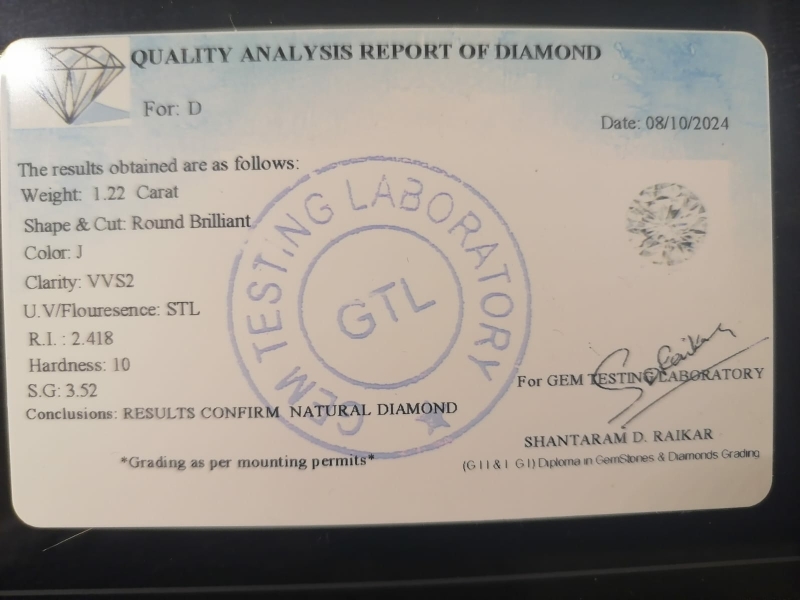 QUALITY ANALYSIS REPORT OF DIAMOND
For: D
Date: 08/10/2024
The results obtained are as follows:
Weight: 1.22 Carat
Shape & Cut: Round Brilliant
Color: J
Clarity: VVS2
U.V/Flouresence: STL
R.I. : 2.418
Hardness: 10
S.G: 3.52
Conclusions: RESULTS CONFIRM NATURAL DIAMOND
*Grading as per mounting permits*
GEM TESTING LABORATORY
GTL
For GEM TESTING LABORATORY
SHANTARAM D. RAIKAR
(G I I & I G I) Diploma in GemStones & Diamonds Grading